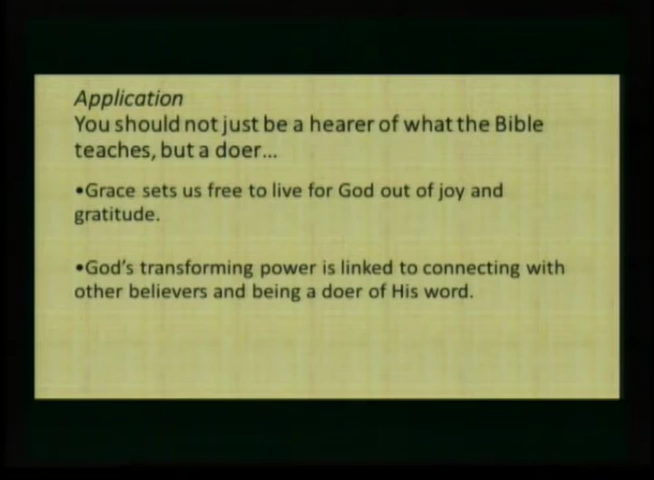 Application
You should not just be a hearer of what the Bible
teaches, but a doer...
•Grace sets us free to live for God out of joy and
gratitude.
•God's transforming power is linked to connecting with
other believers and being a doer of His word.